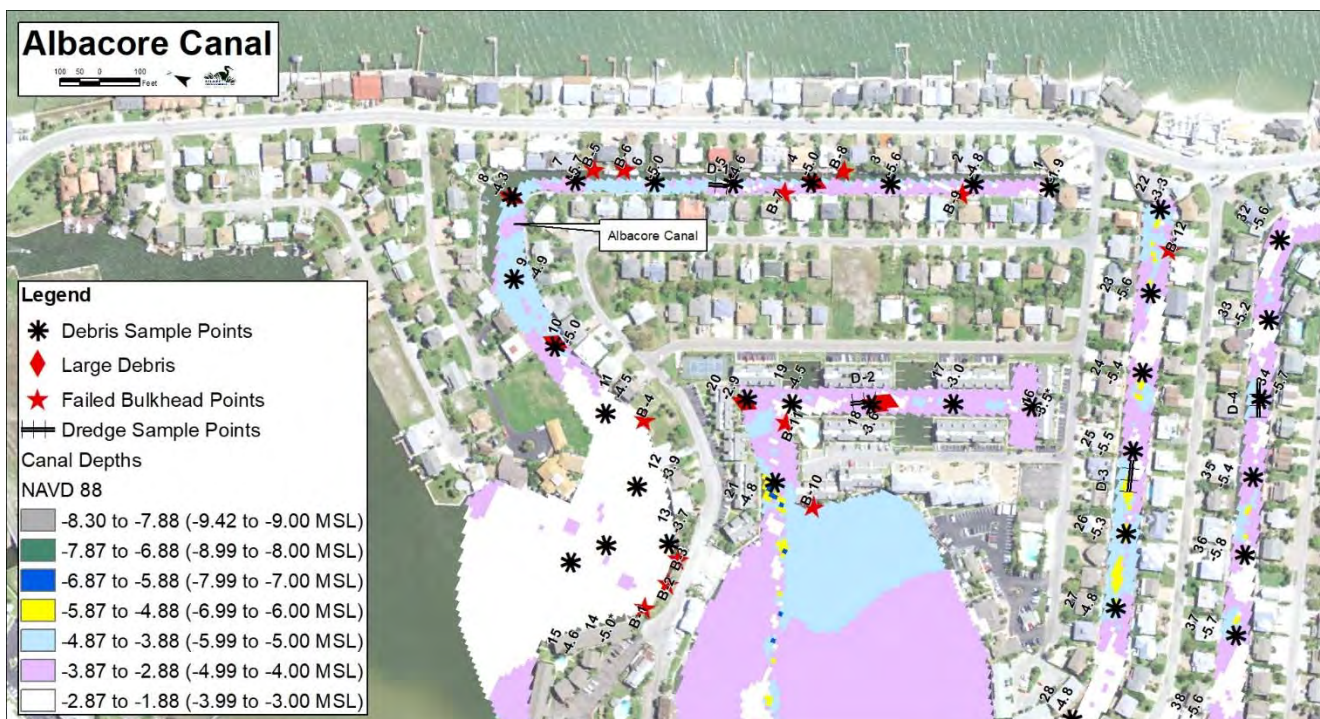 Albacore Canal
100 50 0 100
Feet
8
-4.3
7
-5.7
B-5
B-6
6
-5.0
5
-4.6
D-1
4
-5.0
B-7
B-8
3
-5.6
2
-4.8
B-9
1
-1.9
22
-3.3
B-12
32
-5.6
Albacore Canal
9
-4.9
23
-5.6
33
-5.2
10
-5.0
11
-4.5
B-4
20
-2.9
19
-4.5
B-11
D-2
18
-3.6
17
-3.0
-3.5*
24
-5.4
D-4
34
-5.7
12
-3.9
21
-4.8
B-10
25
-5.5
D-3
35
-5.4
13
-3.7
B-3
B-2
B-1
14
-5.0*
15
-4.6
26
-5.3
36
-5.8
27
-4.8
37
-5.7
28
-4.8
38
-5.6
Legend
Debris Sample Points
Large Debris
Failed Bulkhead Points
Dredge Sample Points
Canal Depths
NAVD 88
-8.30 to -7.88 (-9.42 to -9.00 MSL)
-7.87 to -6.88 (-8.99 to -8.00 MSL)
-6.87 to -5.88 (-7.99 to -7.00 MSL)
-5.87 to -4.88 (-6.99 to -6.00 MSL)
-4.87 to -3.88 (-5.99 to -5.00 MSL)
-3.87 to -2.88 (-4.99 to -4.00 MSL)
-2.87 to -1.88 (-3.99 to -3.00 MSL)